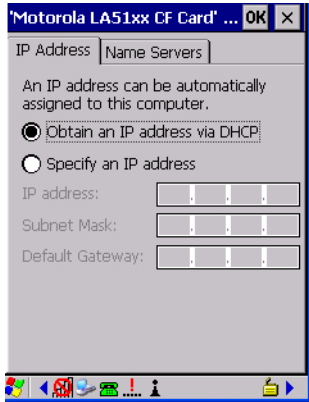 'Motorola LA51xx CF Card' ... OK ×
IP Address Name Servers
An IP address can be automatically
assigned to this computer.
Obtain an IP address via DHCP
Specify an IP address
IP address:
Subnet Mask:
Default Gateway: